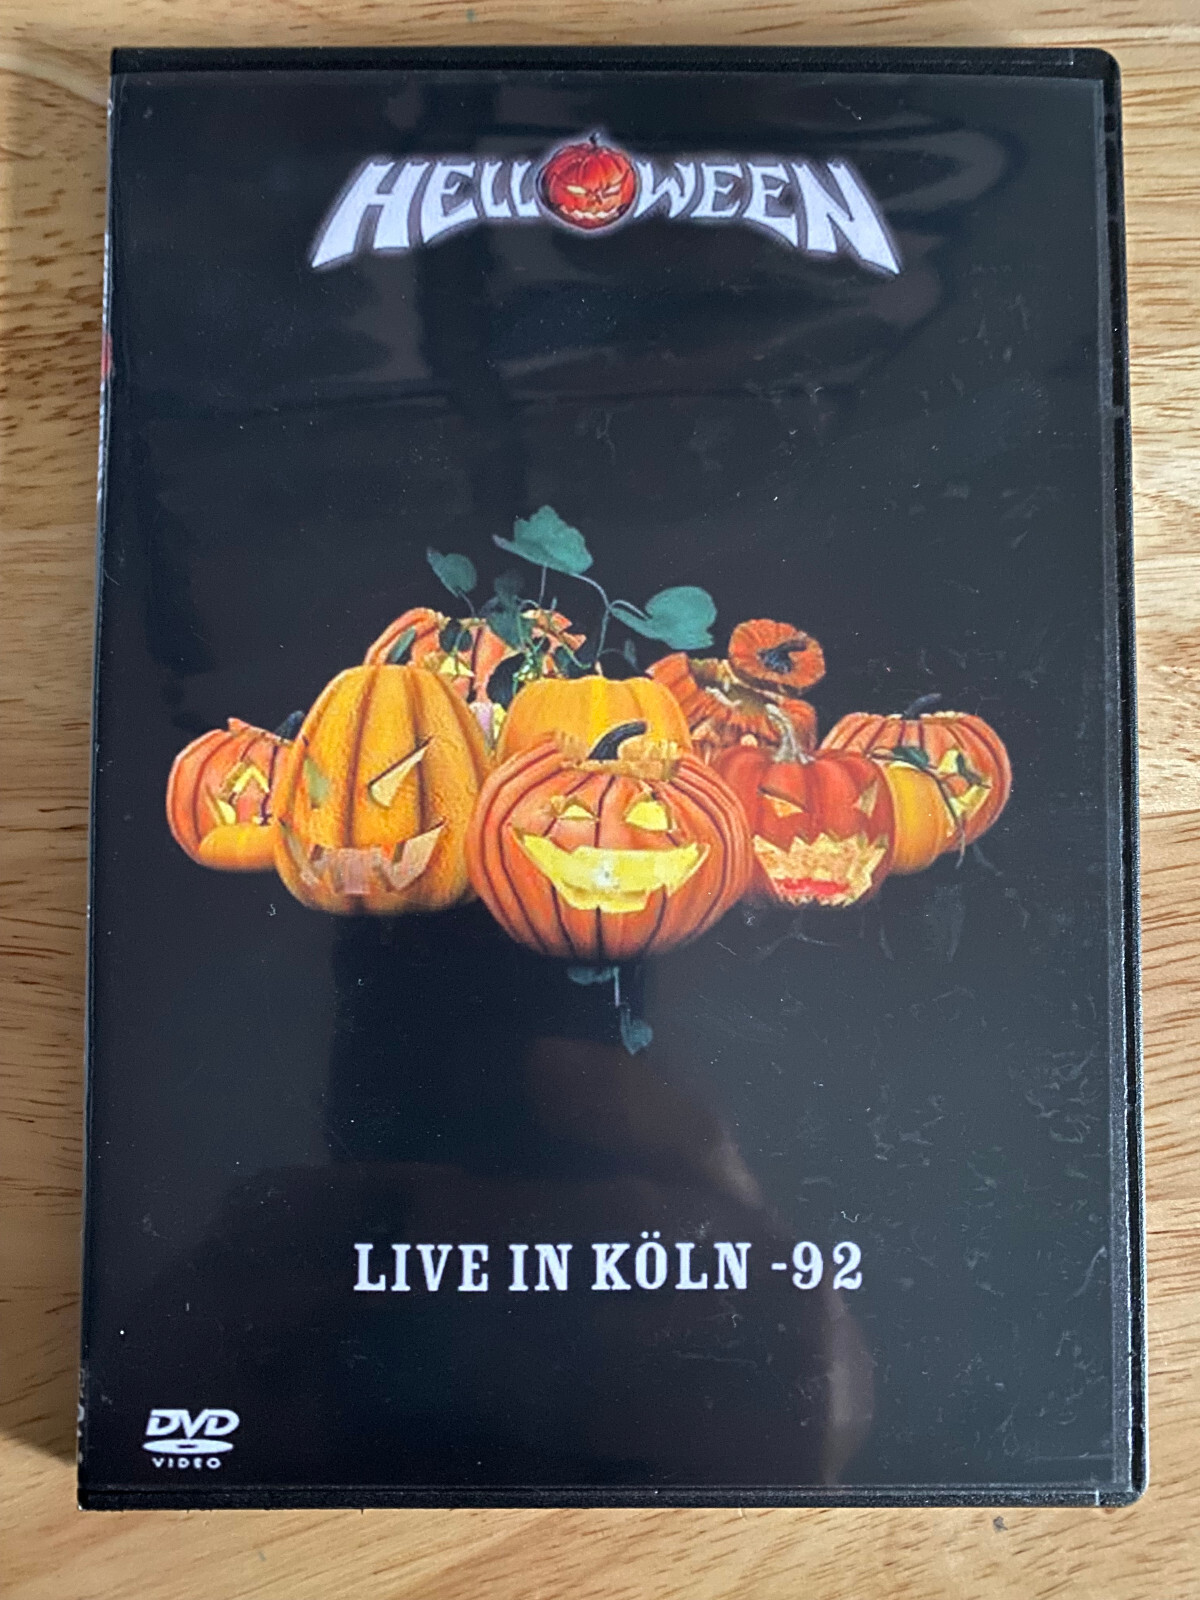 HELLOWEEN
LIVE IN KÖLN -92
DVD
VIDEO